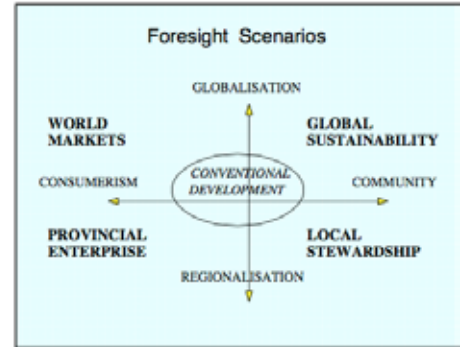 Foresight Scenarios
GLOBALISATION
WORLD
MARKETS
GLOBAL
SUSTAINABILITY
CONVENTIONAL
DEVELOPMENT
CONSUMERISM
COMMUNITY
PROVINCIAL
ENTERPRISE
LOCAL
STEWARDSHIP
REGIONALISATION